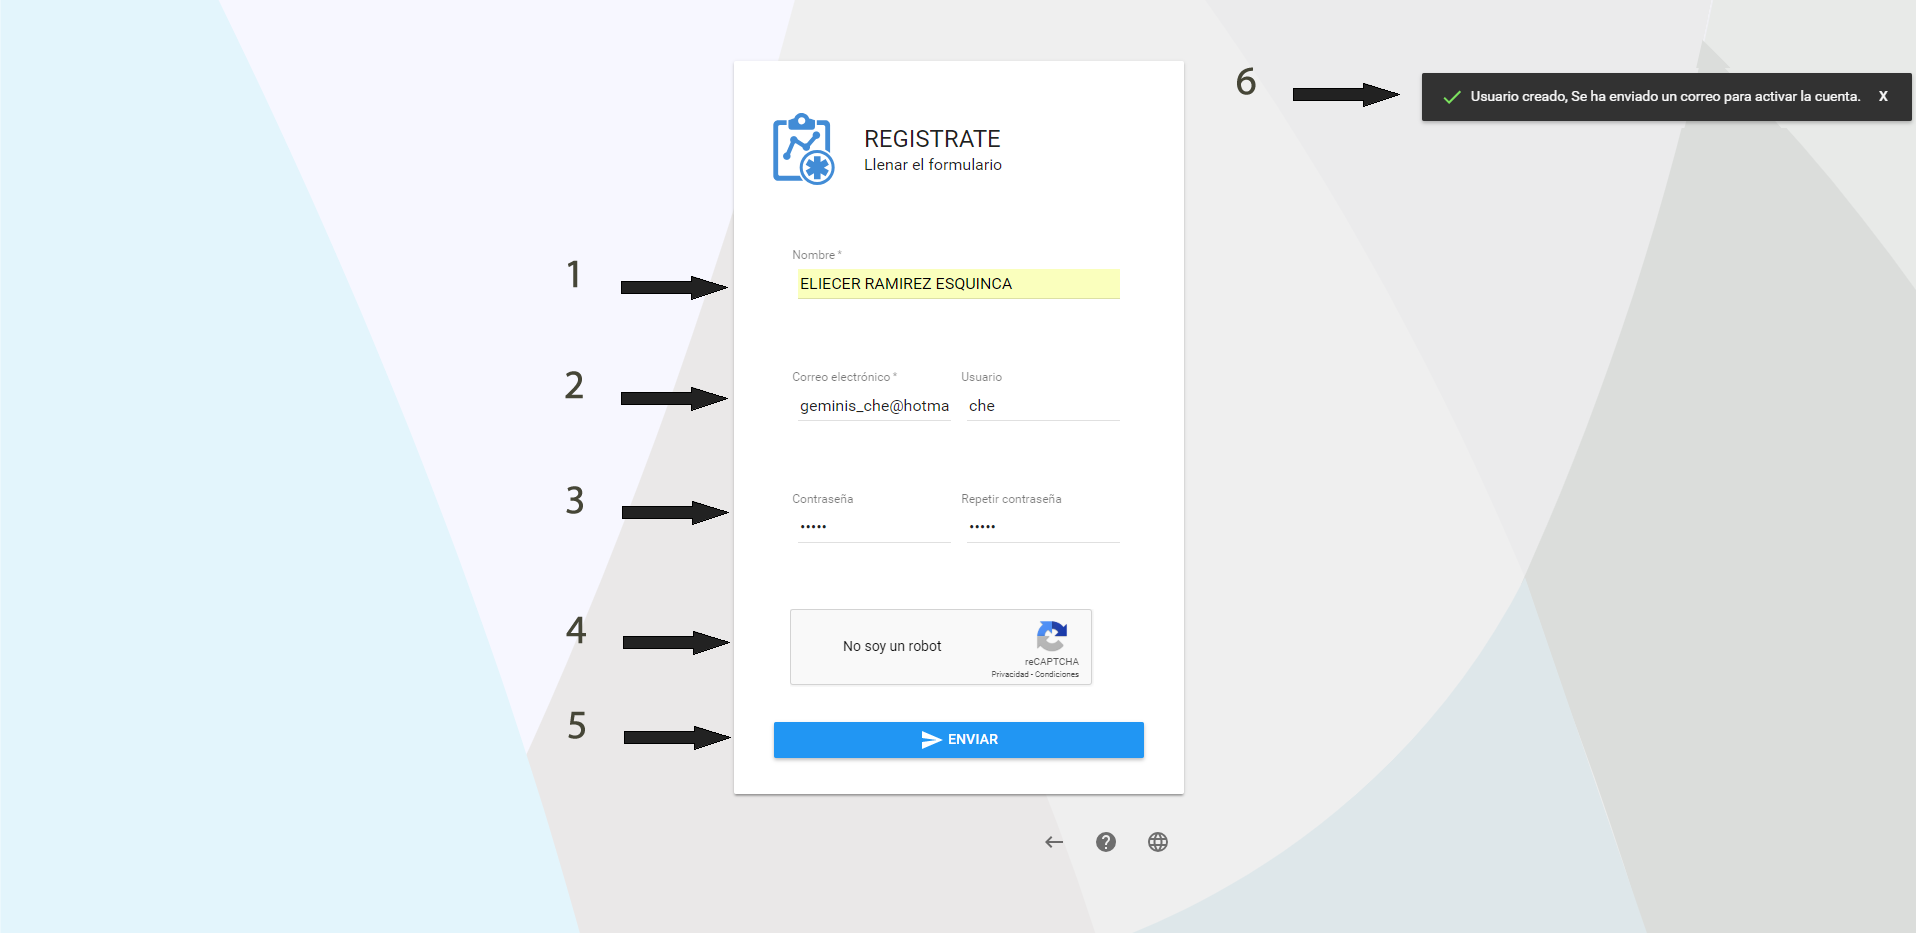 6
Usuario creado, Se ha enviado un correo para activar la cuenta. X
REGISTRATE
Llenar el formulario
Nombre *
1
ELIECER RAMIREZ ESQUINCA
Correo electrónico * Usuario
2
geminis_che@hotma che
Contraseña Repetir contraseña
3
••••• •••••
4
No soy un robot
reCAPTCHA
Privacidad - Condiciones
5
ENVIAR